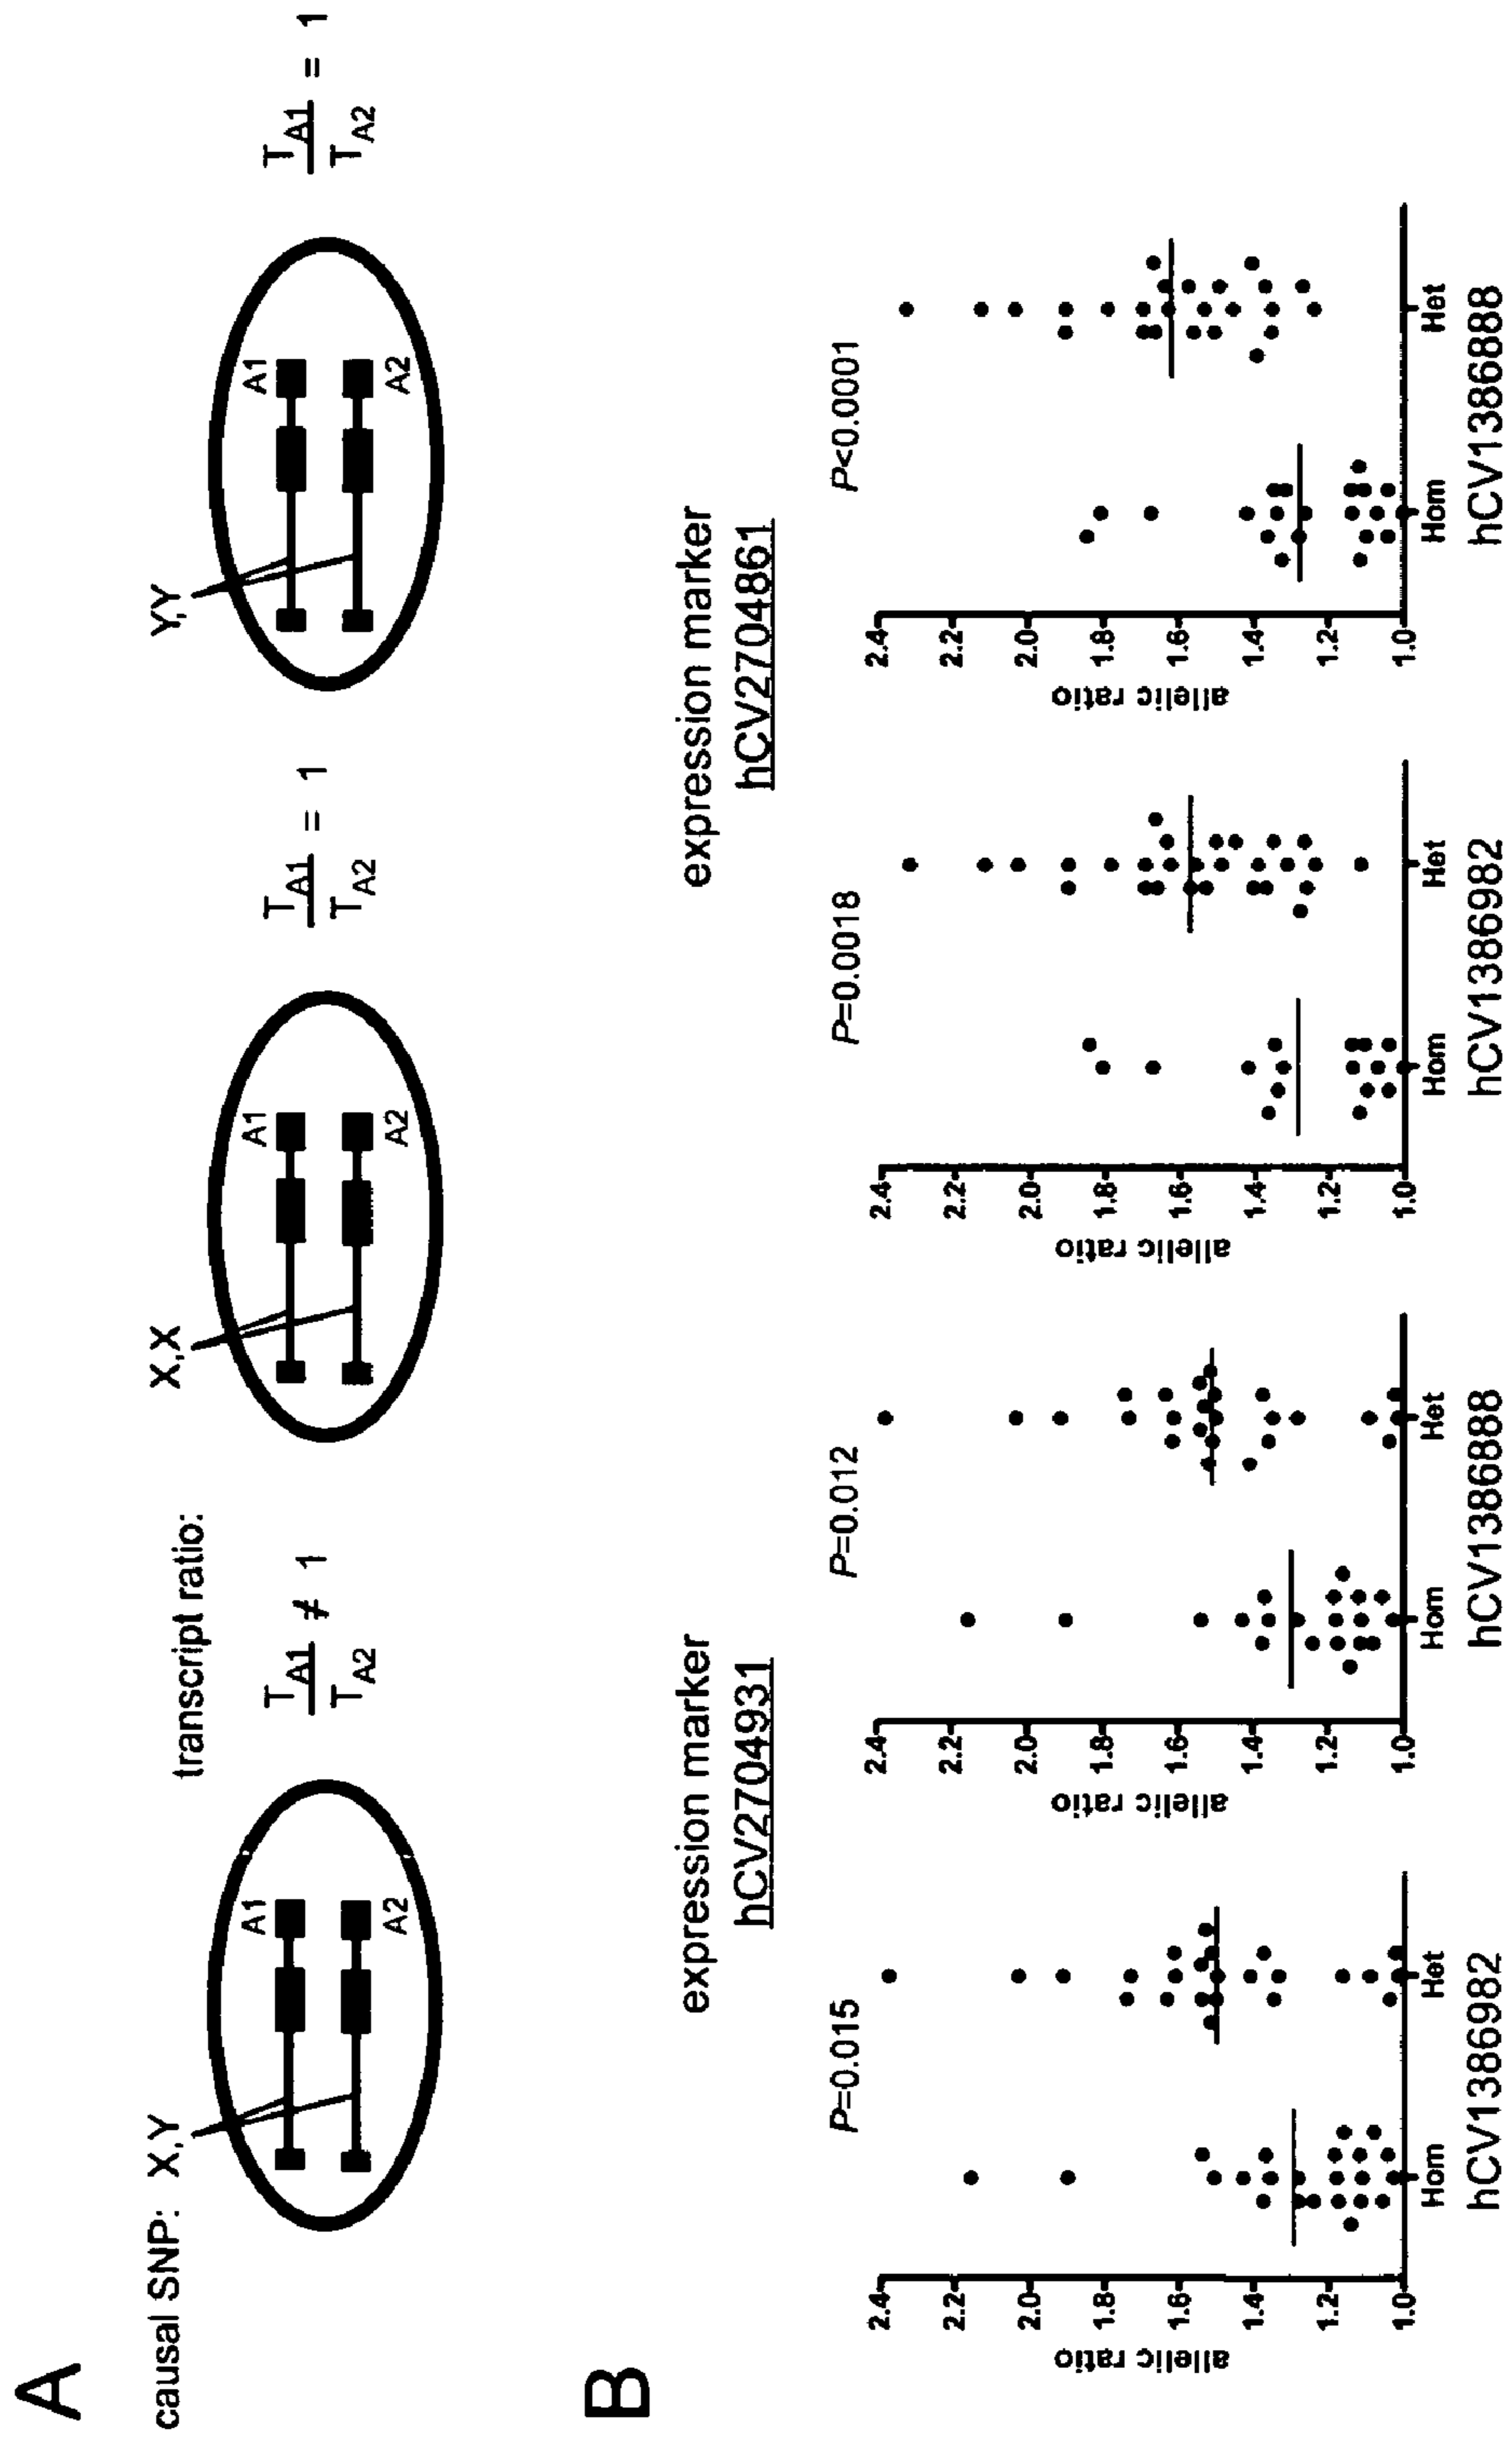 A
causal SNP: X,Y
X,X
Y,Y
transcript ratio:
A1
A2
T_A1 / T_A2 ≠ 1
A1
A2
T_A1 / T_A2 = 1
A1
A2
T_A1 / T_A2 = 1
B
expression marker
hCV2704931
expression marker
hCV2704861
P=0.015
allelic ratio
2.4
2.2
2.0
1.8
1.6
1.4
1.2
1.0
Hom Het
hCV1386982
P=0.012
allelic ratio
2.4
2.2
2.0
1.8
1.6
1.4
1.2
1.0
Hom Het
hCV1386888
P=0.0018
allelic ratio
2.4
2.2
2.0
1.8
1.6
1.4
1.2
1.0
Hom Het
hCV1386982
P<0.0001
allelic ratio
2.4
2.2
2.0
1.8
1.6
1.4
1.2
1.0
Hom Het
hCV1386888